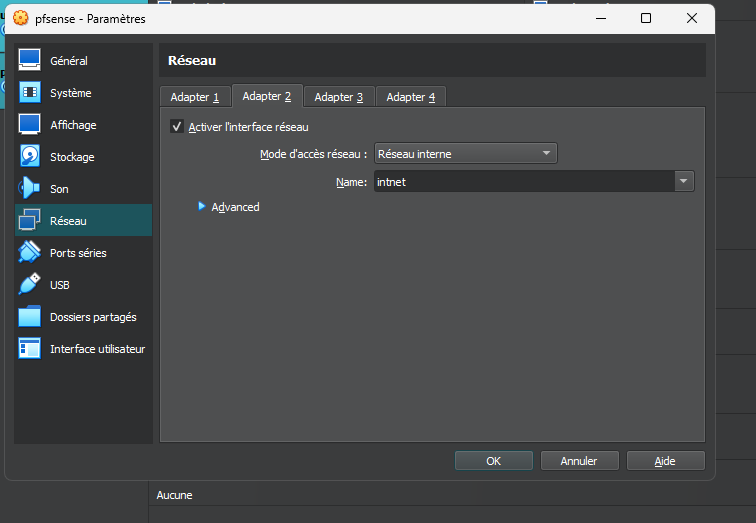 pfsense - Paramètres
Général
Système
Affichage
Stockage
Son
Réseau
Ports séries
USB
Dossiers partagés
Interface utilisateur
Réseau
Adapter 1 Adapter 2 Adapter 3 Adapter 4
Activer l'interface réseau
Mode d'accès réseau : Réseau interne
Name: intnet
Advanced
OK Annuler Aide
Aucune